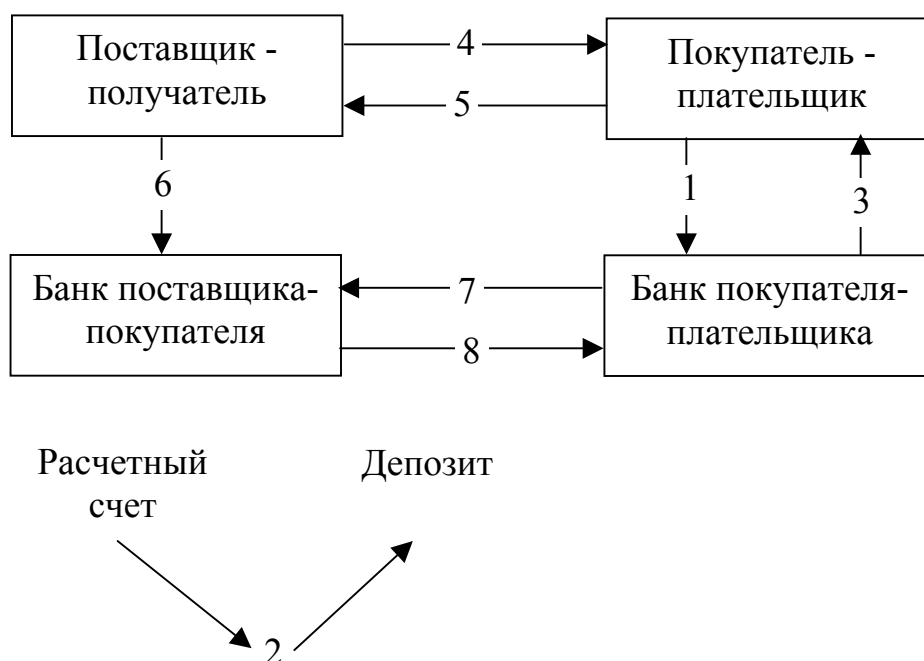 Поставщик -
получатель
4
5
Покупатель -
плательщик
6
1
3
Банк поставщика-
покупателя
7
8
Банк покупателя-
плательщика
Расчетный
счет
Депозит
2